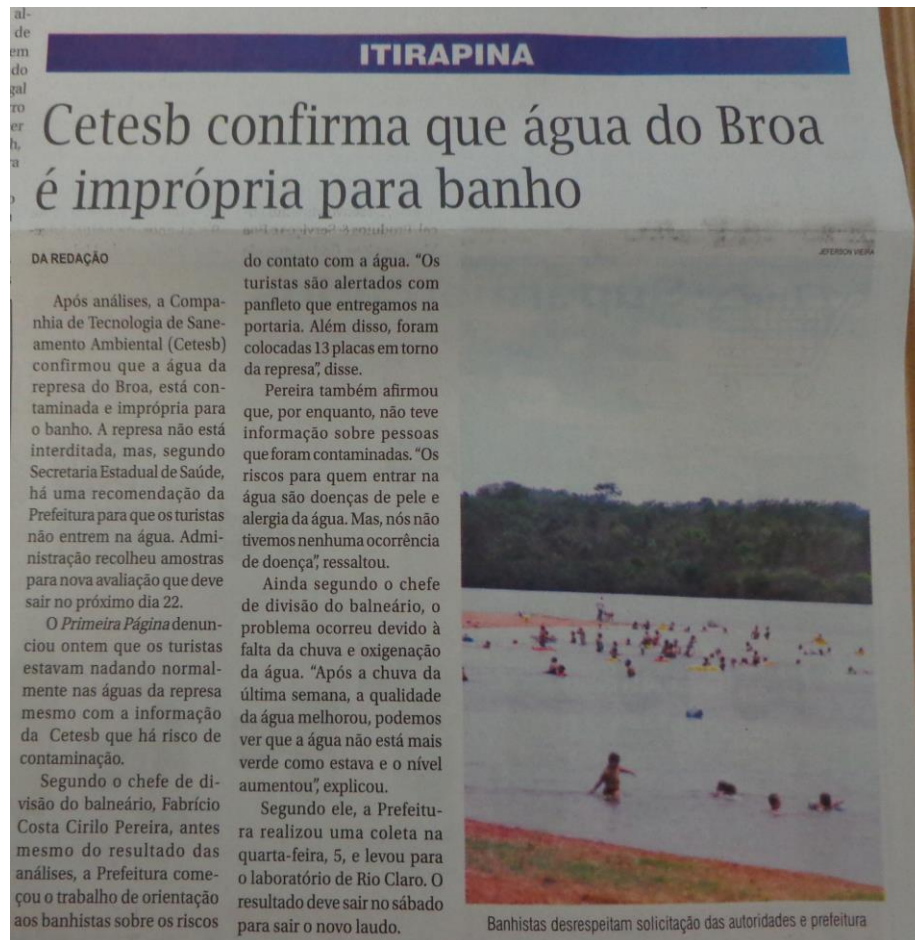 ITIRAPINA
Cetesb confirma que água do Broa
é imprópria para banho
DA REDAÇÃO
Após análises, a Compa-
nhia de Tecnologia de Sane-
amento Ambiental (Cetesb)
confirmou que a água da
represa do Broa, está con-
taminada e imprópria para
o banho. A represa não está
interditada, mas, segundo
Secretaria Estadual de Saúde,
há uma recomendação da
Prefeitura para que os turistas
não entrem na água. Admi-
nistração recolheu amostras
para nova avaliação que deve
sair no próximo dia 22.
O Primeira Página denun-
ciou ontem que os turistas
estavam nadando normal-
mente nas águas da represa
mesmo com a informação
da Cetesb que há risco de
contaminação.
Segundo o chefe de di-
visão do balneário, Fabrício
Costa Cirilo Pereira, antes
mesmo do resultado das
análises, a Prefeitura come-
çou o trabalho de orientação
aos banhistas sobre os riscos
do contato com a água. “Os
turistas são alertados com
panfleto que entregamos na
portaria. Além disso, foram
colocadas 13 placas em torno
da represa”, disse.
Pereira também afirmou
que, por enquanto, não teve
informação sobre pessoas
que foram contaminadas. “Os
riscos para quem entrar na
água são doenças de pele e
alergia da água. Mas, nós não
tivemos nenhuma ocorrência
de doença”, ressaltou.
Ainda segundo o chefe
de divisão do balneário, o
problema ocorreu devido à
falta da chuva e oxigenação
da água. “Após a chuva da
última semana, a qualidade
da água melhorou, podemos
ver que a água não está mais
verde como estava e o nível
aumentou”, explicou.
Segundo ele, a Prefeitu-
ra realizou uma coleta na
quarta-feira, 5, e levou para
o laboratório de Rio Claro. O
resultado deve sair no sábado
para sair o novo laudo.
JEFERSON VIEIRA
Banhistas desrespeitam solicitação das autoridades e prefeitura